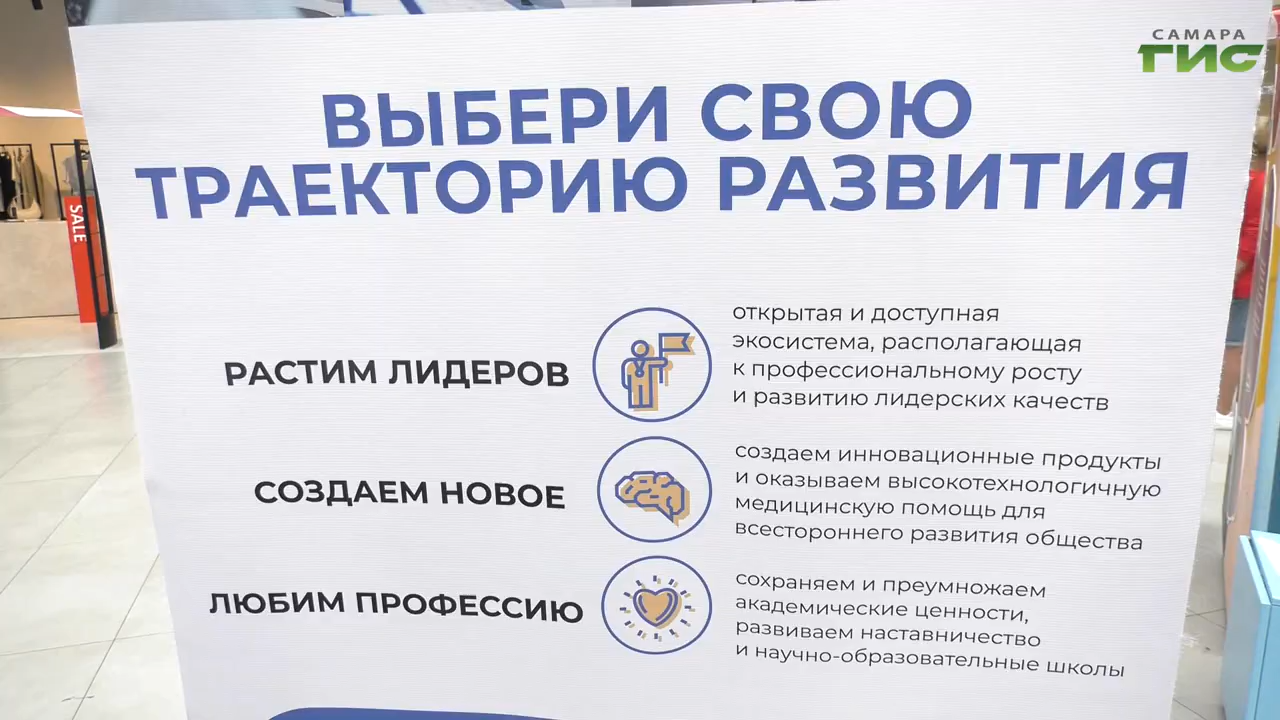 САМАРА
ГИС
ВЫБЕРИ СВОЮ
ТРАЕКТОРИЮ РАЗВИТИЯ
SALE
РАСТИМ ЛИДЕРОВ
открытая и доступная
экосистема, располагающая
к профессиональному росту
и развитию лидерских качеств
СОЗДАЕМ НОВОЕ
создаем инновационные продукты
и оказываем высокотехнологичную
медицинскую помощь для
всестороннего развития общества
ЛЮБИМ ПРОФЕССИЮ
сохраняем и преумножаем
академические ценности,
развиваем наставничество
и научно-образовательные школы